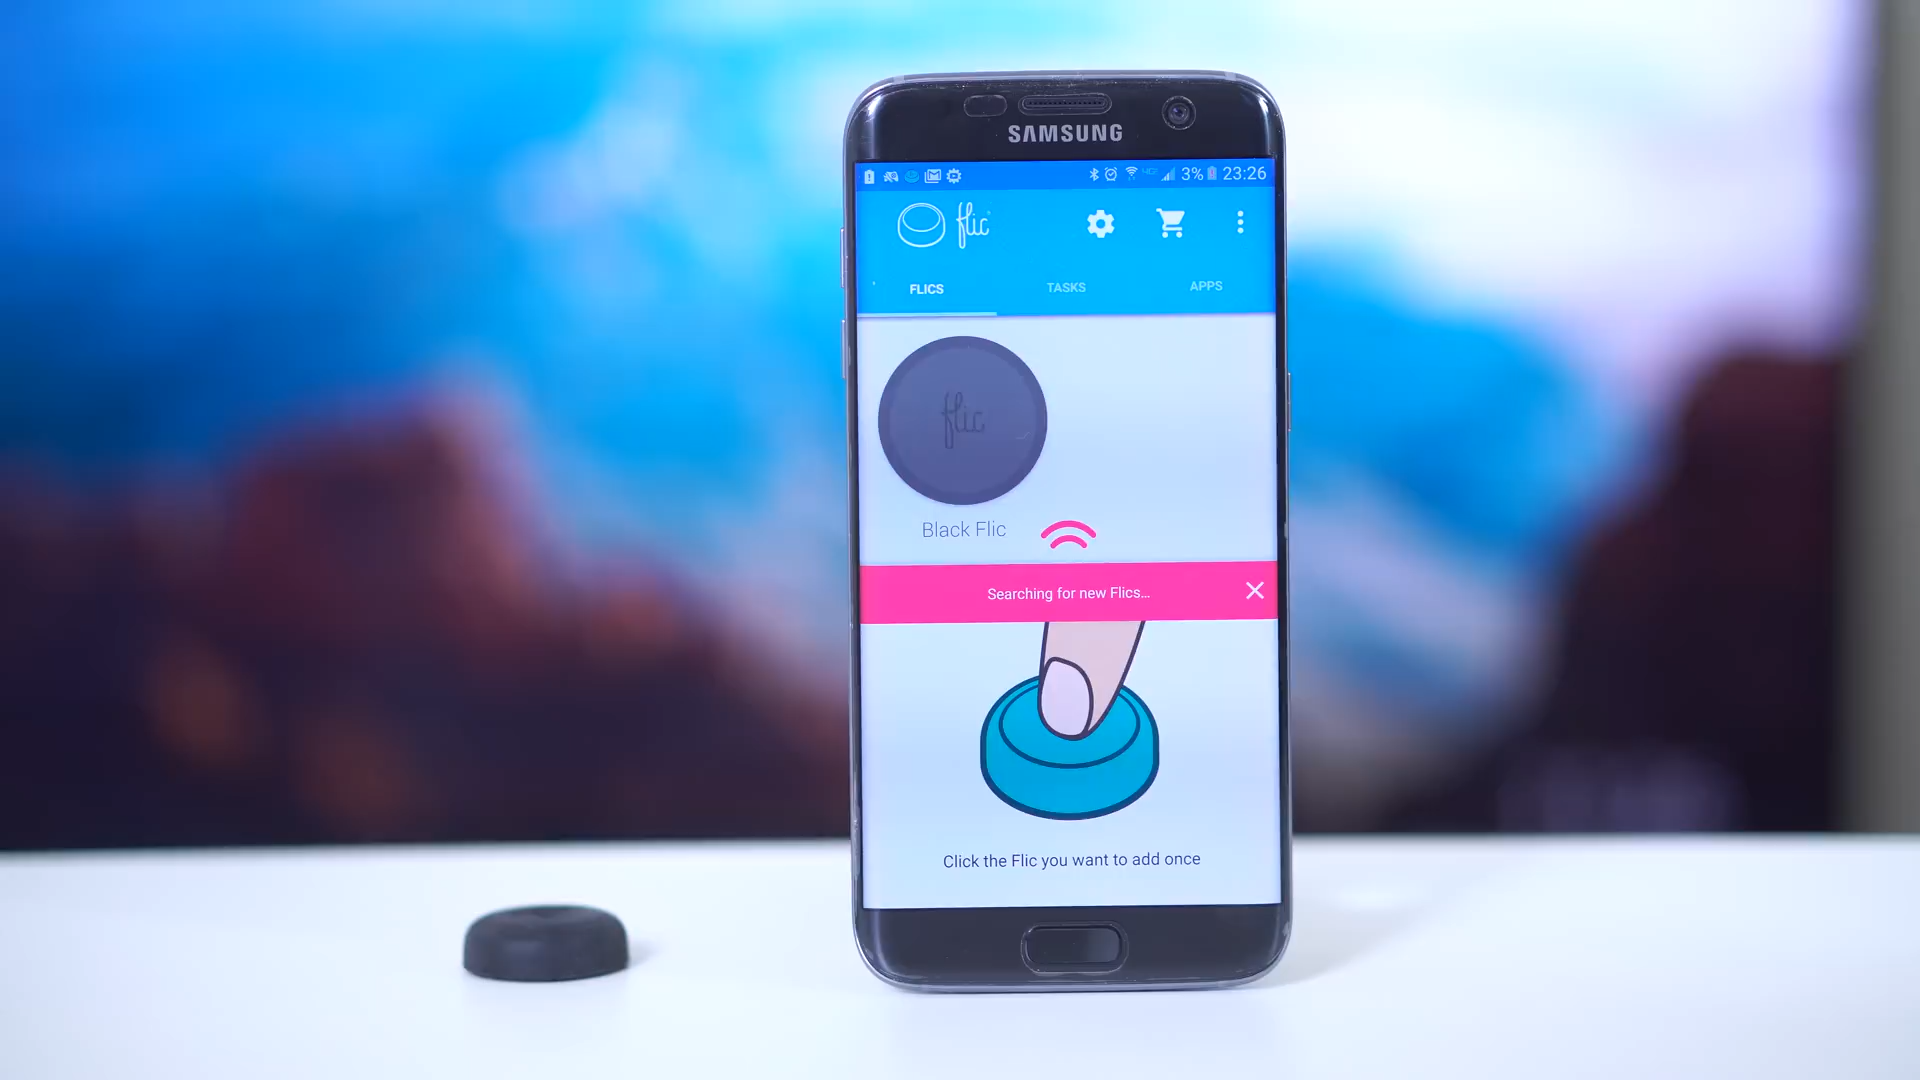 SAMSUNG
3% 23:26
flic
FLICS TASKS APPS
flic
Black Flic
Searching for new Flics...
Click the Flic you want to add once